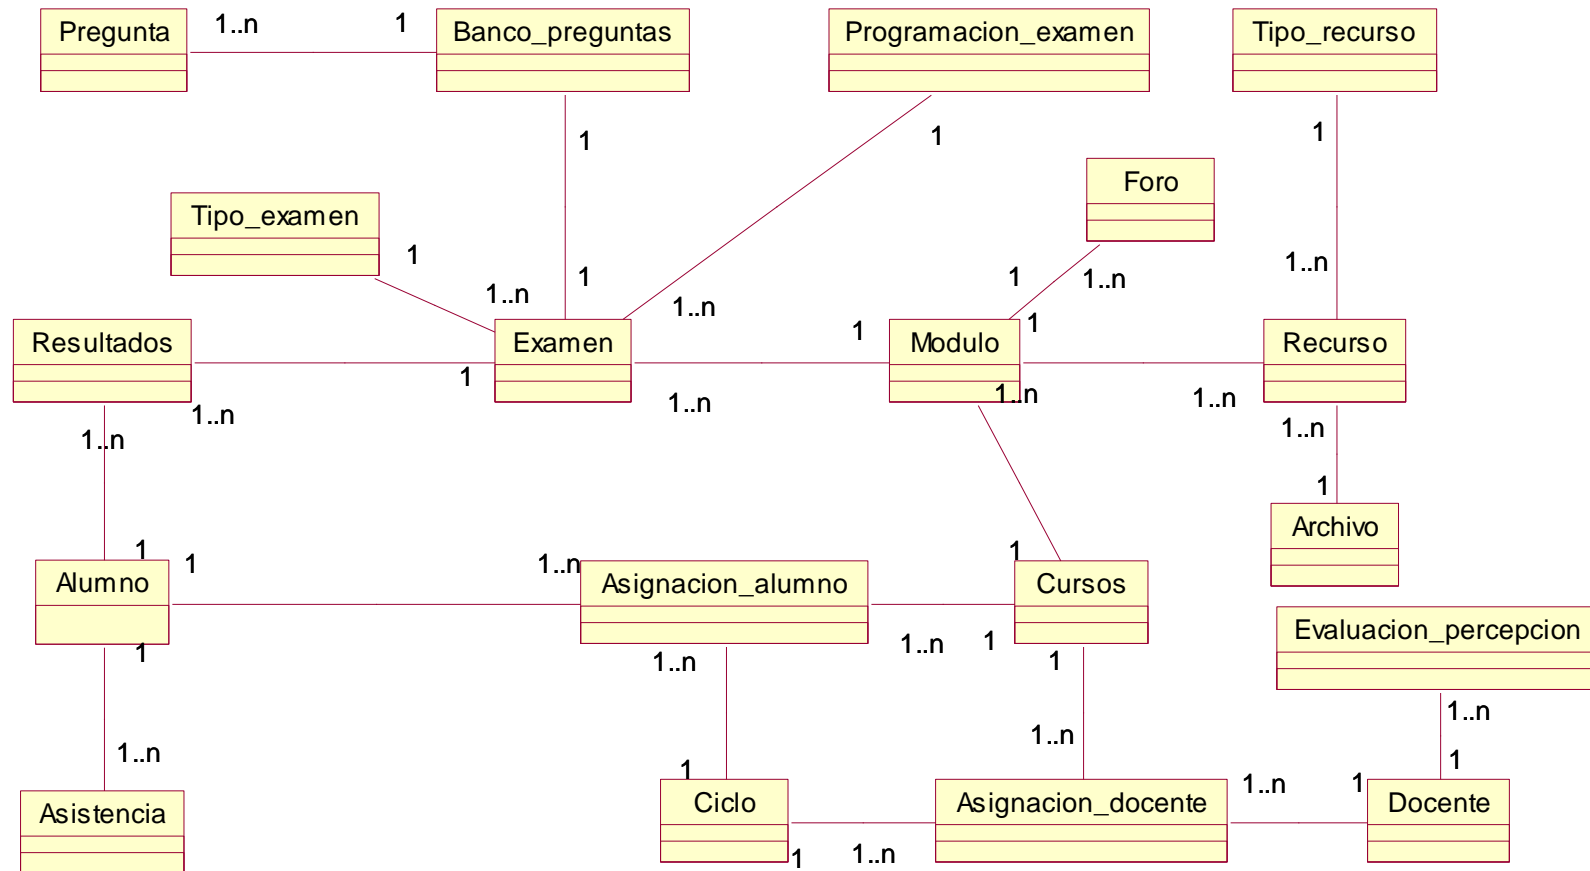 Pregunta
1..n
1
Banco_preguntas
Programacion_examen
Tipo_recurso
1
1
1
Foro
Tipo_examen
1
1
1
1..n
1..n
1..n
1..n
1
1
Resultados
Examen
Modulo
Recurso
1
1..n
1..n
1..n
1..n
1..n
1..n
1
Archivo
1
1
1..n
1
Alumno
Asignacion_alumno
Cursos
Evaluacion_percepcion
1
1..n
1..n
1
1
1..n
1..n
1..n
1
1
1..n
1
Asistencia
Ciclo
Asignacion_docente
Docente
1
1..n